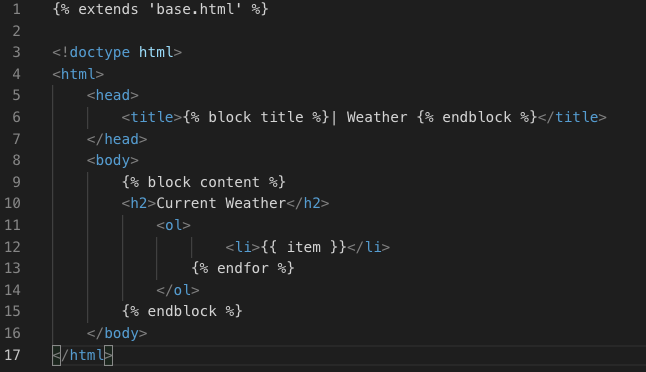 1 {% extends 'base.html' %}
2
3 <!doctype html>
4 <html>
5 <head>
6 <title>{% block title %}| Weather {% endblock %}</title>
7 </head>
8 <body>
9 {% block content %}
10 <h2>Current Weather</h2>
11 <ol>
12 <li>{{ item }}</li>
13 {% endfor %}
14 </ol>
15 {% endblock %}
16 </body>
17 </html>